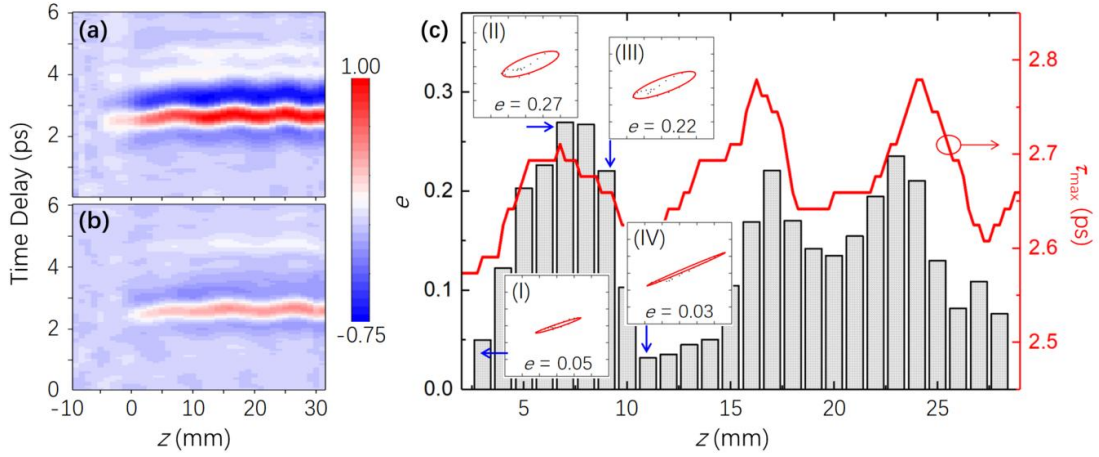 (a)
6
4
2
1.00
-0.75
(b)
6
4
2
0
Time Delay (ps)
-10
0
10
20
30
z (mm)
(c)
0.3
0.2
0.1
0.0
e
(II)
e = 0.27
(III)
e = 0.22
(I)
e = 0.05
(IV)
e = 0.03
5
10
15
20
25
z (mm)
2.8
2.7
2.6
2.5
τmax (ps)